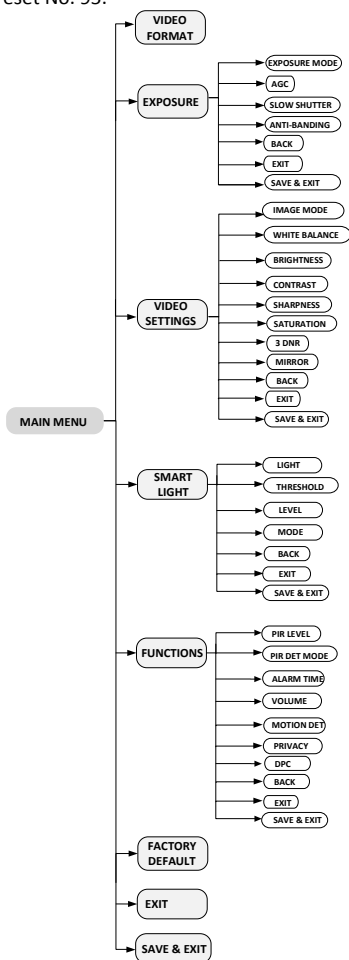 eset No. 95.
VIDEO
FORMAT
EXPOSURE
EXPOSURE MODE
AGC
SLOW SHUTTER
ANTI-BANDING
BACK
EXIT
SAVE & EXIT
VIDEO
SETTINGS
IMAGE MODE
WHITE BALANCE
BRIGHTNESS
CONTRAST
SHARPNESS
SATURATION
3 DNR
MIRROR
BACK
EXIT
SAVE & EXIT
MAIN MENU
SMART
LIGHT
LIGHT
THRESHOLD
LEVEL
MODE
BACK
EXIT
SAVE & EXIT
FUNCTIONS
PIR LEVEL
PIR DET MODE
ALARM TIME
VOLUME
MOTION DET
PRIVACY
DPC
BACK
EXIT
SAVE & EXIT
FACTORY
DEFAULT
EXIT
SAVE & EXIT